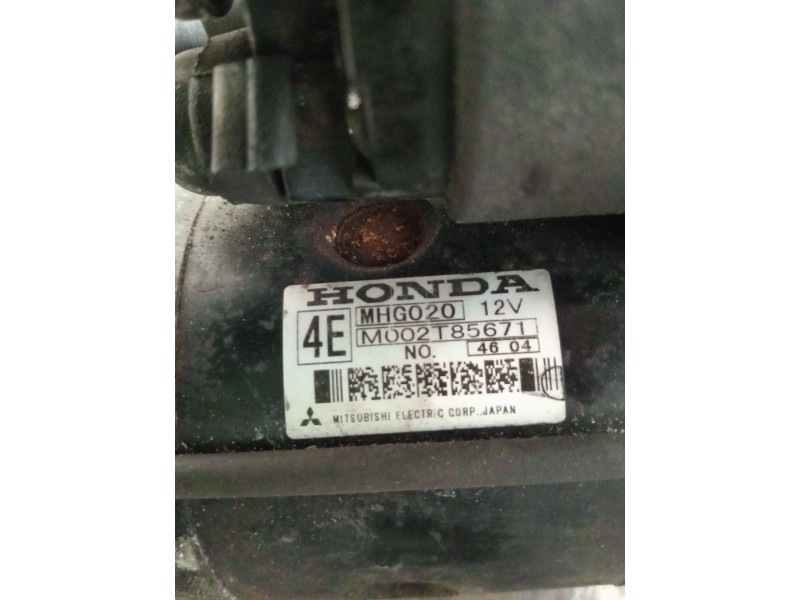 HONDA
4E MHG020 12V
M002T85671
NO. 46 04
MITSUBISHI ELECTRIC CORP., JAPAN